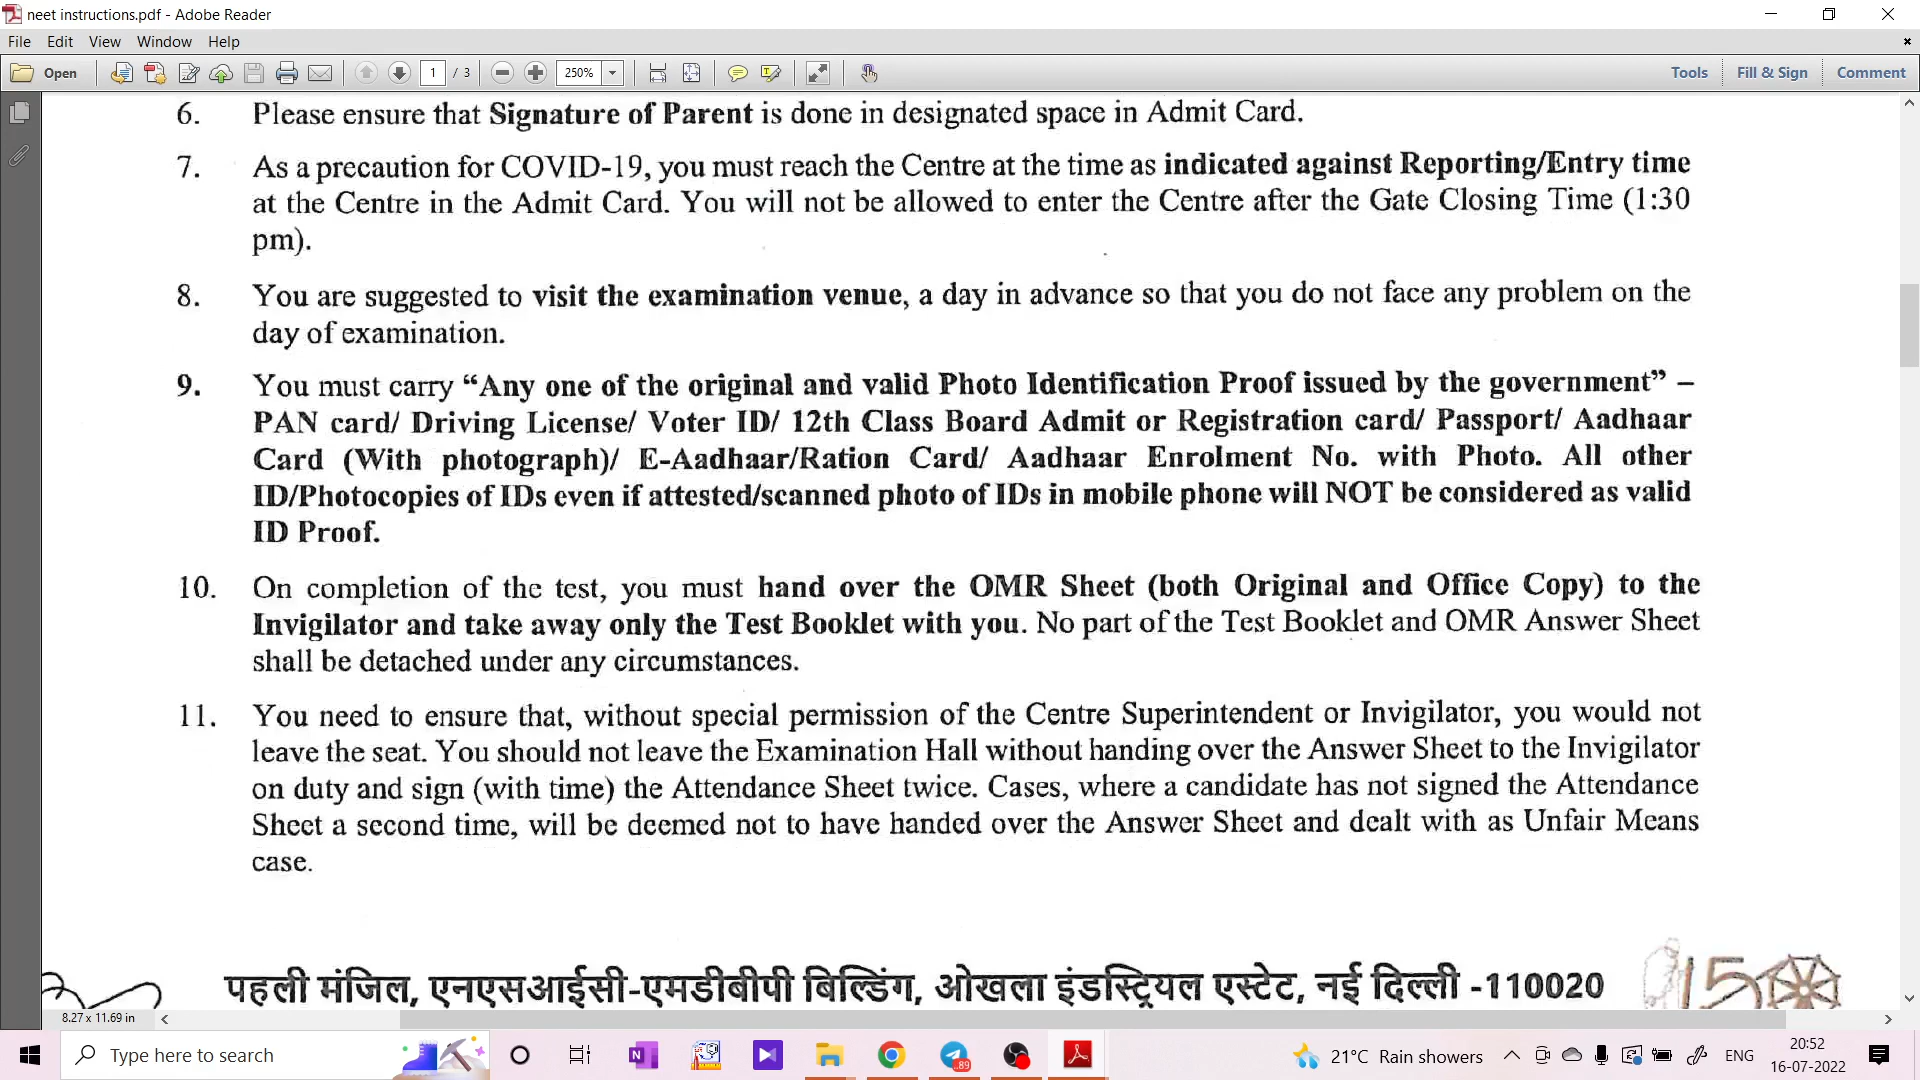 neet instructions.pdf - Adobe Reader
File Edit View Window Help
Open 1 / 3 250% Tools Fill & Sign Comment
6. Please ensure that Signature of Parent is done in designated space in Admit Card.
7. As a precaution for COVID-19, you must reach the Centre at the time as indicated against Reporting/Entry time
at the Centre in the Admit Card. You will not be allowed to enter the Centre after the Gate Closing Time (1:30
pm).
8. You are suggested to visit the examination venue, a day in advance so that you do not face any problem on the
day of examination.
9. You must carry “Any one of the original and valid Photo Identification Proof issued by the government” –
PAN card/ Driving License/ Voter ID/ 12th Class Board Admit or Registration card/ Passport/ Aadhaar
Card (With photograph)/ E-Aadhaar/Ration Card/ Aadhaar Enrolment No. with Photo. All other
ID/Photocopies of IDs even if attested/scanned photo of IDs in mobile phone will NOT be considered as valid
ID Proof.
10. On completion of the test, you must hand over the OMR Sheet (both Original and Office Copy) to the
Invigilator and take away only the Test Booklet with you. No part of the Test Booklet and OMR Answer Sheet
shall be detached under any circumstances.
11. You need to ensure that, without special permission of the Centre Superintendent or Invigilator, you would not
leave the seat. You should not leave the Examination Hall without handing over the Answer Sheet to the Invigilator
on duty and sign (with time) the Attendance Sheet twice. Cases, where a candidate has not signed the Attendance
Sheet a second time, will be deemed not to have handed over the Answer Sheet and dealt with as Unfair Means
case.
पहली मंजिल, एनएसआईसी-एमडीबीपी बिल्डिंग, ओखला इंडस्ट्रियल एस्टेट, नई दिल्ली -110020
15
8.27 x 11.69 in
Type here to search
N
.89
21°C Rain showers
ENG
20:52
16-07-2022